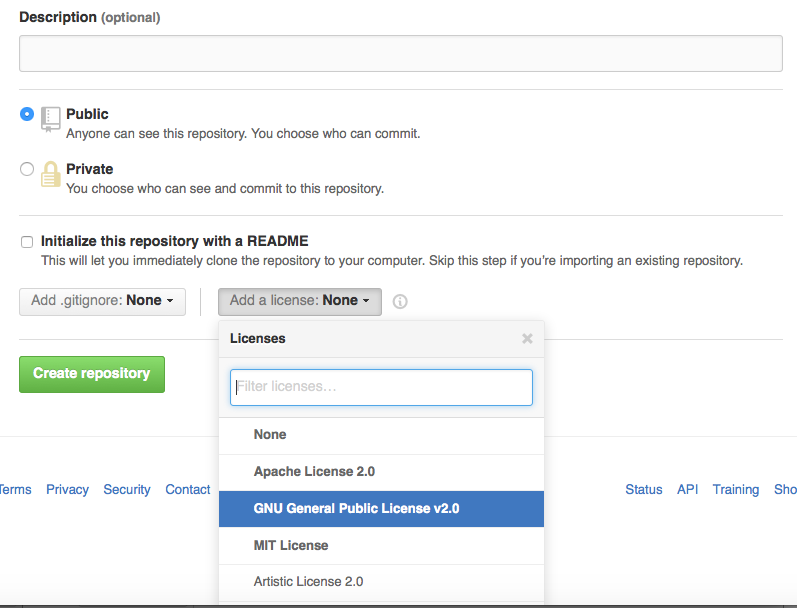 Description (optional)
Public
Anyone can see this repository. You choose who can commit.
Private
You choose who can see and commit to this repository.
Initialize this repository with a README
This will let you immediately clone the repository to your computer. Skip this step if you're importing an existing repository.
Add .gitignore: None
Add a license: None
Licenses
Filter licenses…
None
Apache License 2.0
GNU General Public License v2.0
MIT License
Artistic License 2.0
Create repository
Terms Privacy Security Contact
Status API Training Sho